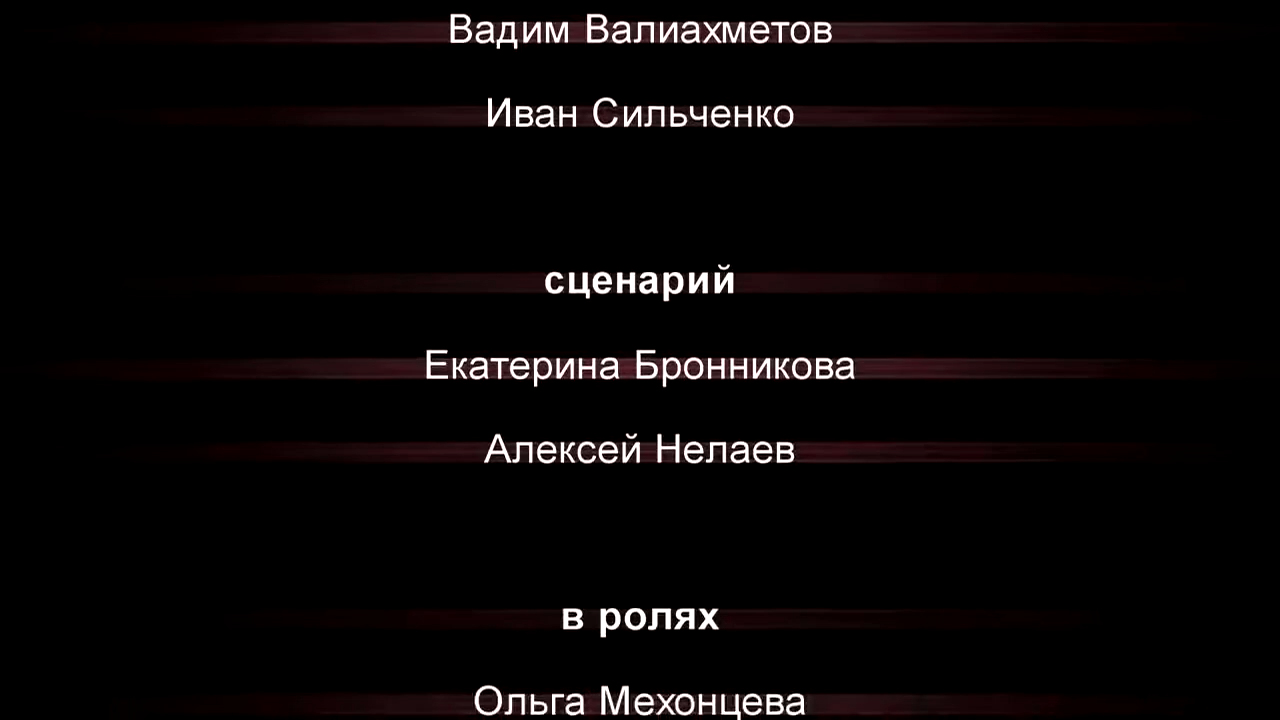 Вадим Валиахметов
Иван Сильченко
сценарий
Екатерина Бронникова
Алексей Нелаев
в ролях
Ольга Мехонцева